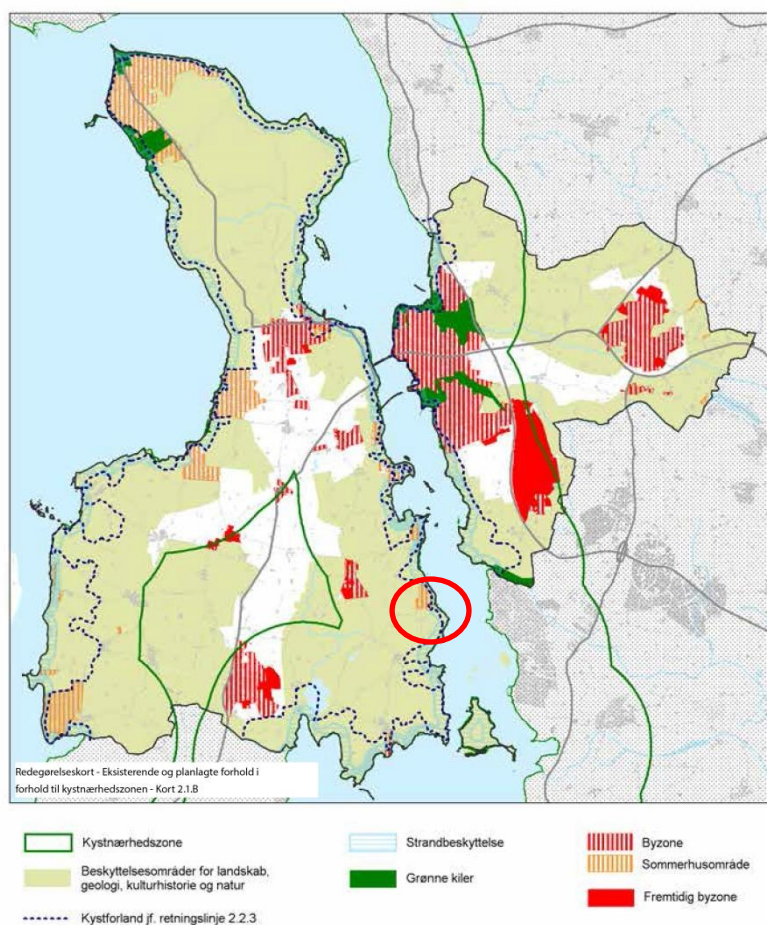 Redegørelseskort - Eksisterende og planlagte forhold i
forhold til kystnærhedszonen - Kort 2.1.B
Kystnærhedszone
Beskyttelsesområder for landskab,
geologi, kulturhistorie og natur
Kystforland jf. retningslinje 2.2.3
Strandbeskyttelse
Grønne kiler
Byzone
Sommerhusområde
Fremtidig byzone